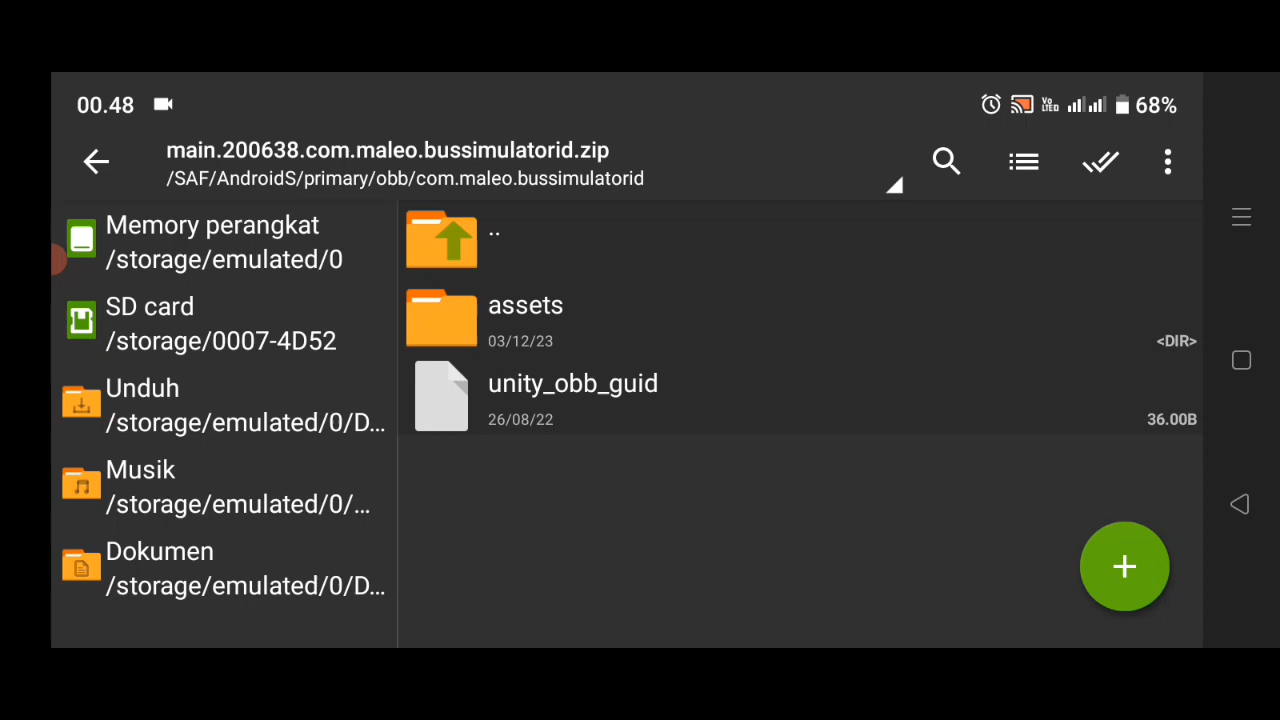 00.48
Vo
LTED
68%
main.200638.com.maleo.bussimulatorid.zip
/SAF/AndroidS/primary/obb/com.maleo.bussimulatorid
Memory perangkat
/storage/emulated/0
SD card
/storage/0007-4D52
Unduh
/storage/emulated/0/D...
Musik
/storage/emulated/0/...
Dokumen
/storage/emulated/0/D...
..
assets
03/12/23
<DIR>
unity_obb_guid
26/08/22
36.00B